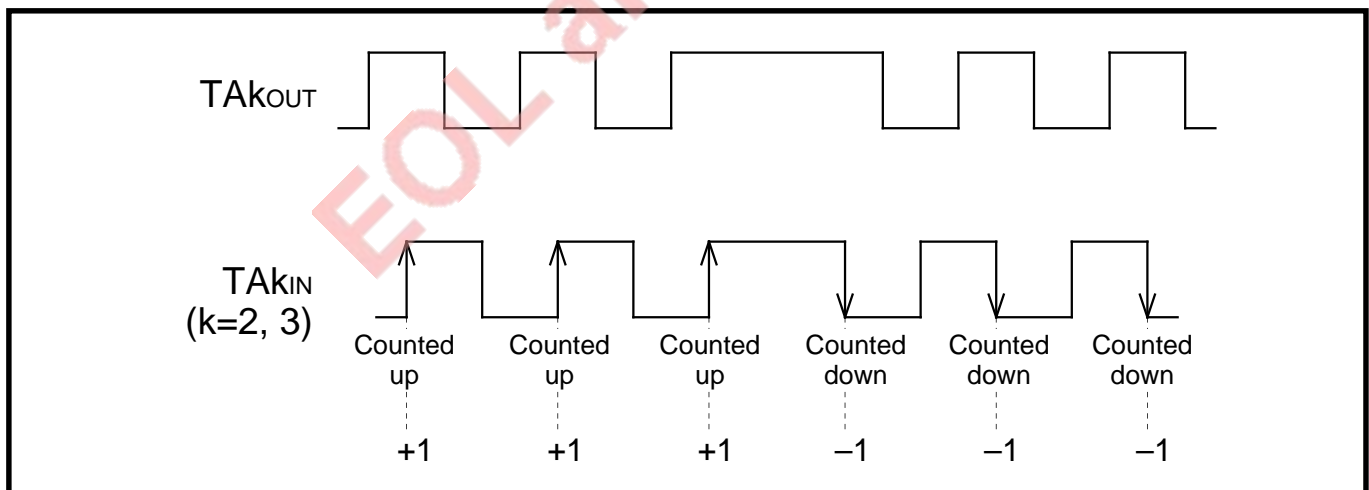 EOL a
TAkOUT
TAkIN
(k=2, 3)
Counted up
Counted up
Counted up
Counted down
Counted down
Counted down
+1
+1
+1
–1
–1
–1